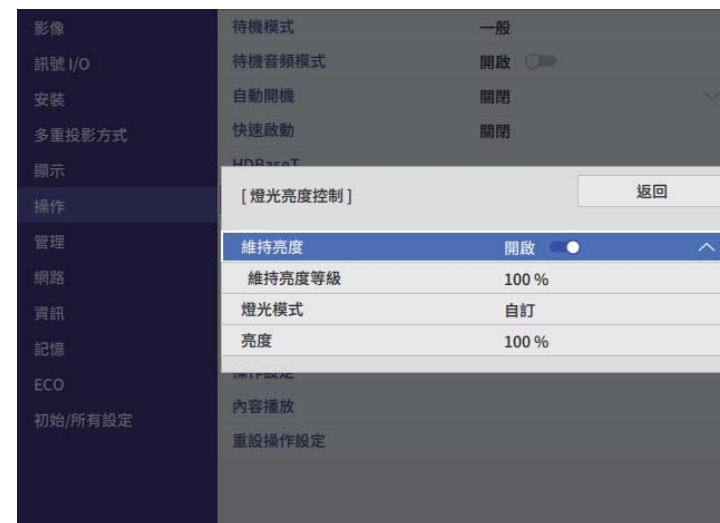 影像
訊號 I/O
安裝
多重投影方式
顯示
操作
管理
網路
資訊
記憶
ECO
初始/所有設定
待機模式 一般
待機音頻模式 開啟
自動開機 關閉
快速啟動 關閉
HDBaseT
[ 燈光亮度控制 ] 返回
維持亮度 開啟
維持亮度等級 100 %
燈光模式 自訂
亮度 100 %
操作設定
內容播放
重設操作設定